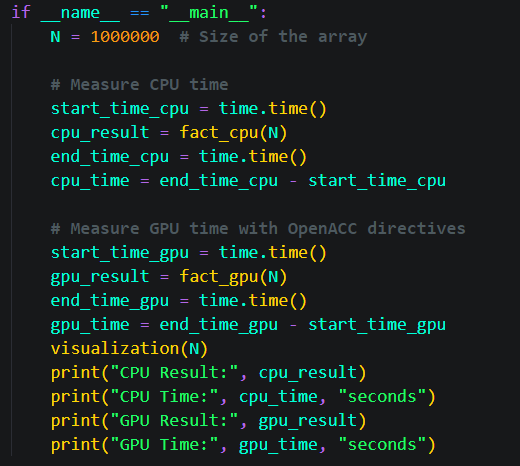 if __name__ == "__main__":
    N = 1000000  # Size of the array
    # Measure CPU time
    start_time_cpu = time.time()
    cpu_result = fact_cpu(N)
    end_time_cpu = time.time()
    cpu_time = end_time_cpu - start_time_cpu
    # Measure GPU time with OpenACC directives
    start_time_gpu = time.time()
    gpu_result = fact_gpu(N)
    end_time_gpu = time.time()
    gpu_time = end_time_gpu - start_time_gpu
    visualization(N)
    print("CPU Result:", cpu_result)
    print("CPU Time:", cpu_time, "seconds")
    print("GPU Result:", gpu_result)
    print("GPU Time:", gpu_time, "seconds")